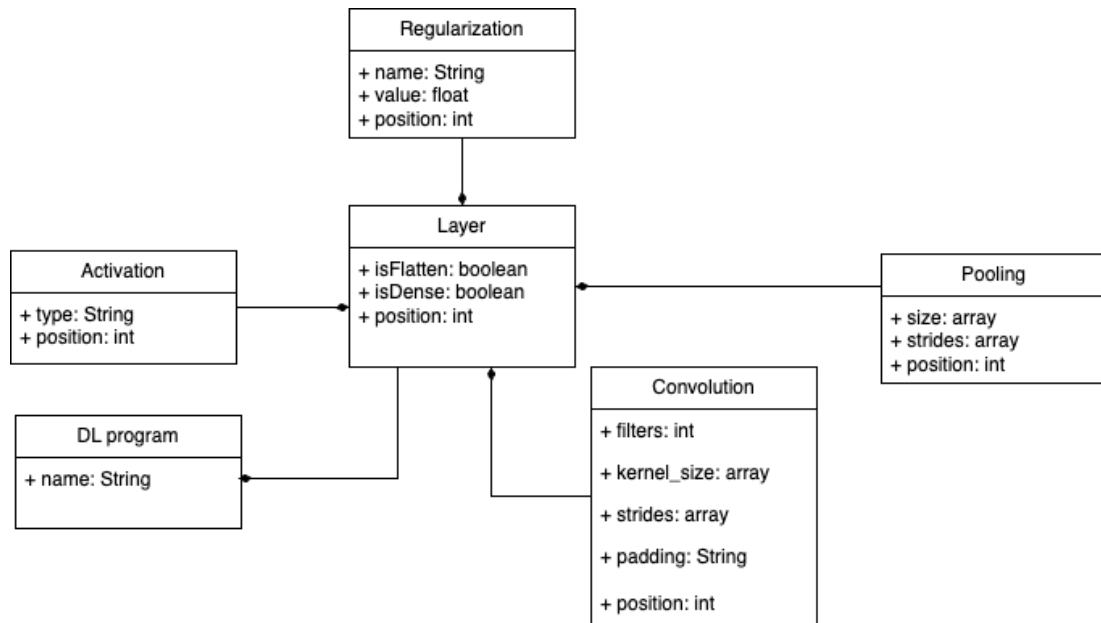 Regularization
+ name: String
+ value: float
+ position: int
Layer
+ isFlatten: boolean
+ isDense: boolean
+ position: int
Activation
+ type: String
+ position: int
Pooling
+ size: array
+ strides: array
+ position: int
DL program
+ name: String
Convolution
+ filters: int
+ kernel_size: array
+ strides: array
+ padding: String
+ position: int